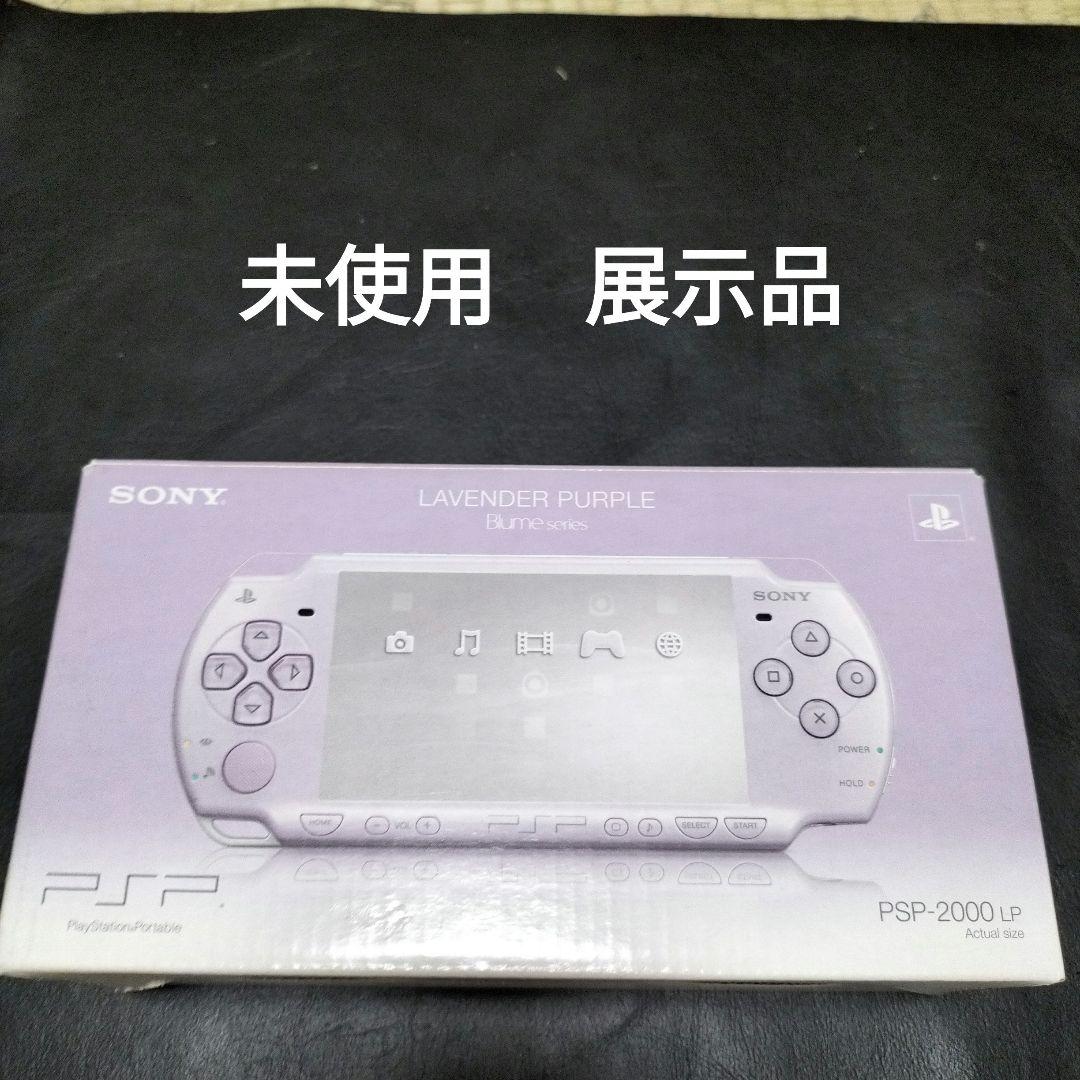 未使用　展示品
SONY
LAVENDER PURPLE
Blume series
SONY
POWER
HOLD
HOME
VOL
PSP
SELECT
START
PSP
PlayStation Portable
PSP-2000 LP
Actual size